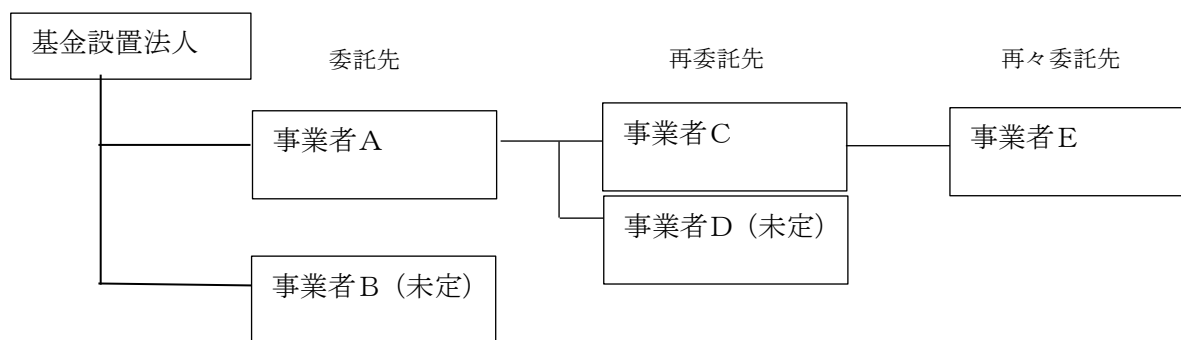 基金設置法人
委託先
再委託先
再々委託先
事業者Ａ
事業者Ｃ
事業者Ｅ
事業者Ｄ（未定）
事業者Ｂ（未定）